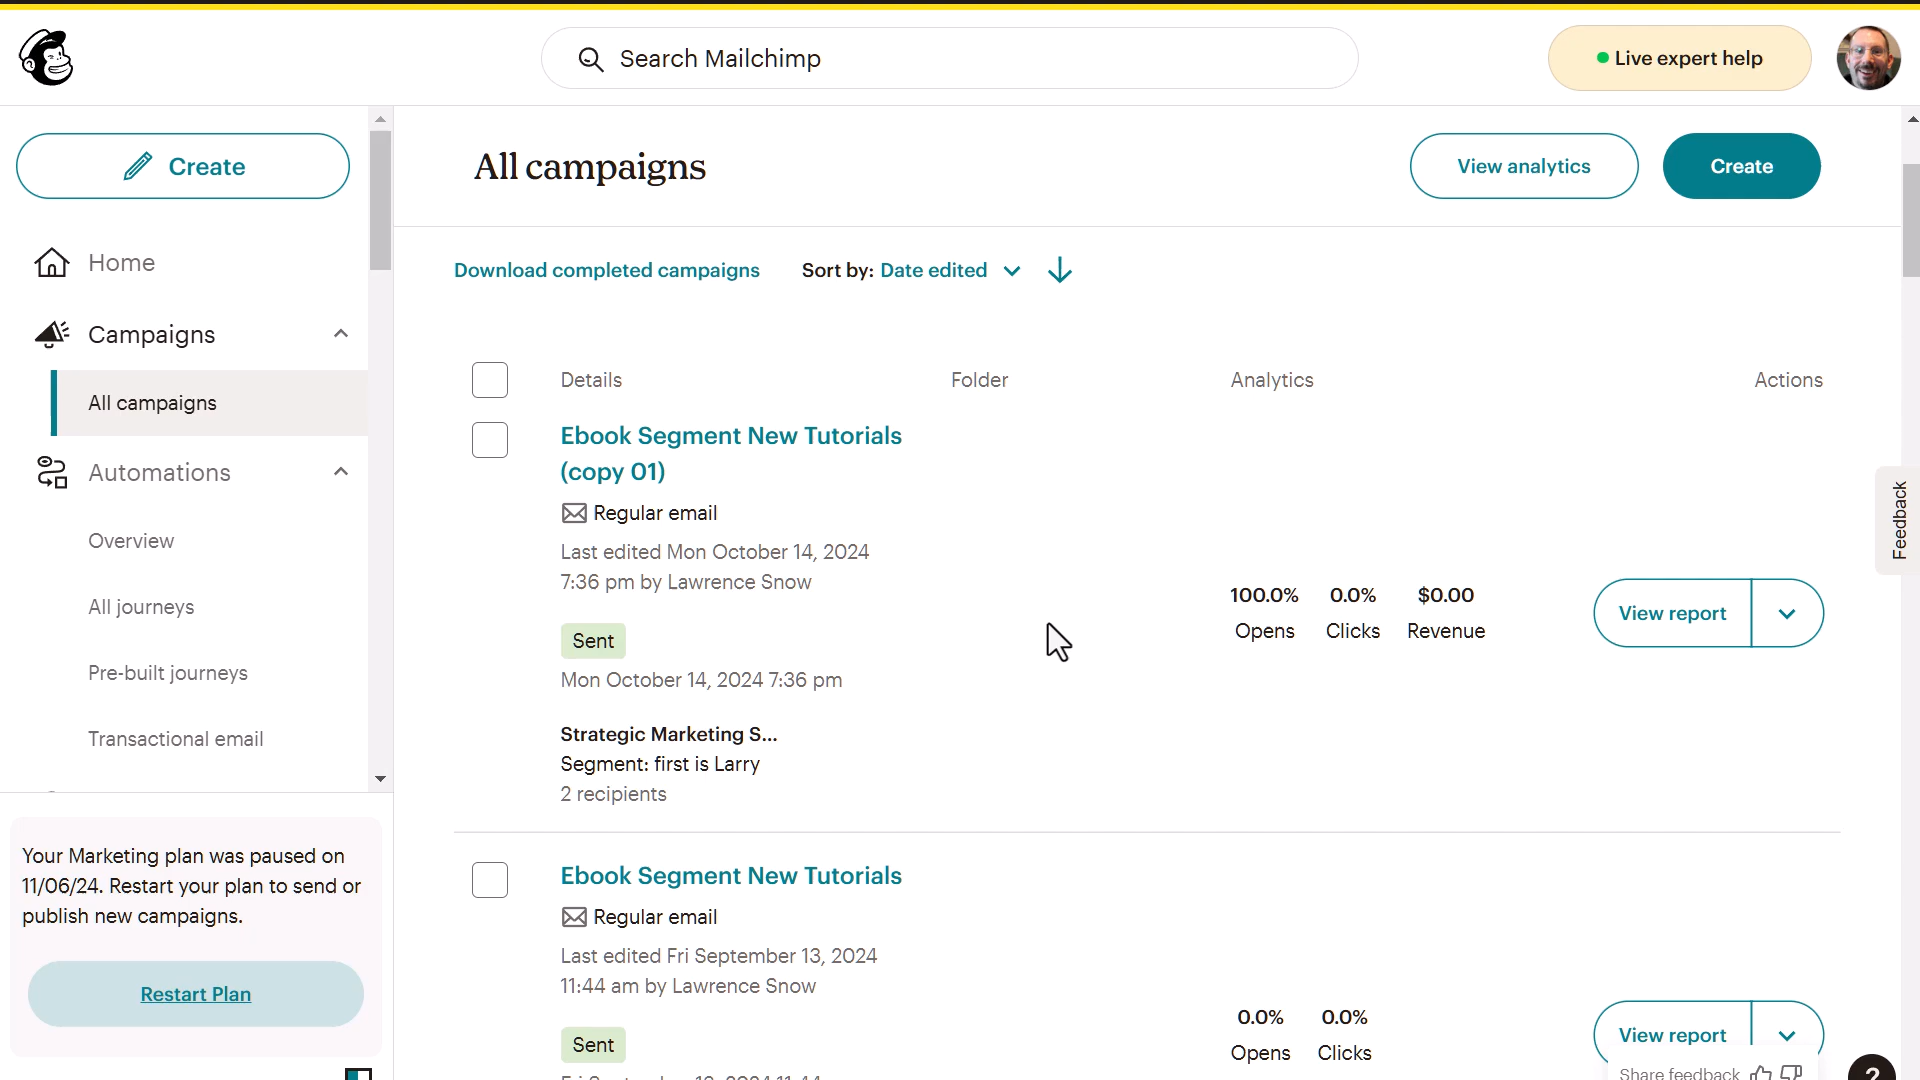 Search Mailchimp
Live expert help
Create
Home
Campaigns
All campaigns
Automations
Overview
All journeys
Pre-built journeys
Transactional email
Your Marketing plan was paused on
11/06/24. Restart your plan to send or
publish new campaigns.
Restart Plan
All campaigns
View analytics
Create
Download completed campaigns
Sort by: Date edited
Details
Folder
Analytics
Actions
Ebook Segment New Tutorials
(copy 01)
Regular email
Last edited Mon October 14, 2024
7:36 pm by Lawrence Snow
Sent
Mon October 14, 2024 7:36 pm
Strategic Marketing S...
Segment: first is Larry
2 recipients
100.0% 0.0% $0.00
Opens Clicks Revenue
View report
Ebook Segment New Tutorials
Regular email
Last edited Fri September 13, 2024
11:44 am by Lawrence Snow
Sent
0.0% 0.0%
Opens Clicks
View report
Feedback
Share feedback
?